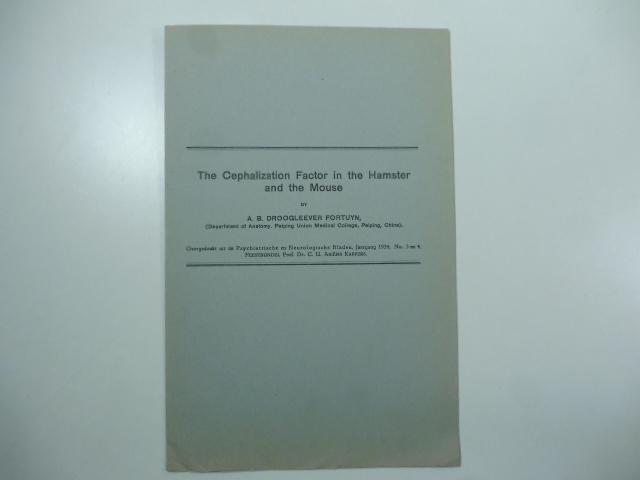 The Cephalization Factor in the Hamster
and the Mouse
BY
A. B. DROOGLEEVER FORTUYN,
(Department of Anatomy. Peiping Union Medical College, Peiping, China).
Overgedrukt uit de Psychiatrische en Neurologische Bladen, Jaargang 1934, No. 3 en 4.
FEESTBUNDEL Prof. Dr. C. U. ARIËNS KAPPERS.